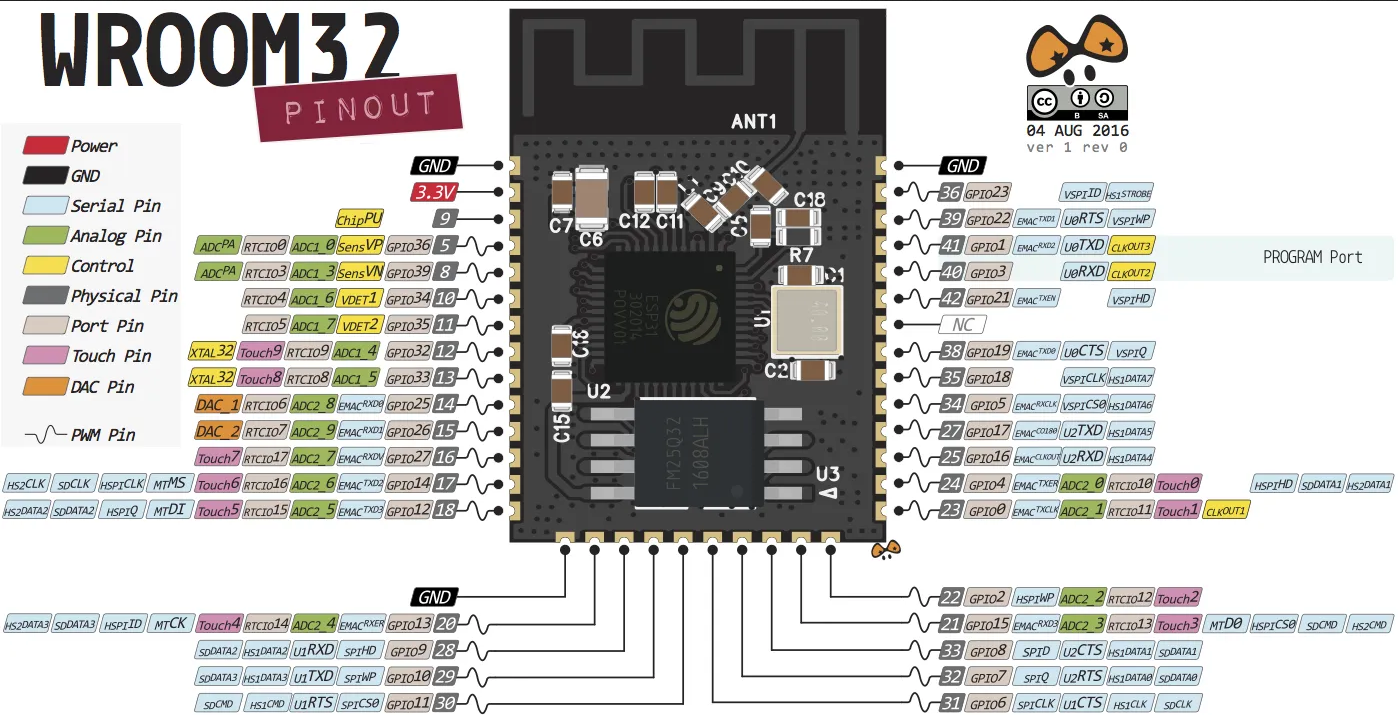 WROOM32
PINOUT
Power
GND
Serial Pin
Analog Pin
Control
Physical Pin
Port Pin
Touch Pin
DAC Pin
PWM Pin
cc B SA
04 AUG 2016
ver 1 rev 0
ANT1
C7 C6 C12 C11 C9 C10 C5 C18
R7
C1
U1
C16
C2
U2
C15
U3
ESP31
FM25Q32
1608ALH
GND
3.3V
ChipPU 9
ADCPA RTCIO0 ADC1_0 SensVP GPIO36 5
ADCPA RTCIO3 ADC1_3 SensVN GPIO39 8
RTCIO4 ADC1_6 VDET1 GPIO34 10
RTCIO5 ADC1_7 VDET2 GPIO35 11
XTAL32 Touch9 RTCIO9 ADC1_4 GPIO32 12
XTAL32 Touch8 RTCIO8 ADC1_5 GPIO33 13
DAC_1 RTCIO6 ADC2_8 EMACRXD0 GPIO25 14
DAC_2 RTCIO7 ADC2_9 EMACRXD1 GPIO26 15
Touch7 RTCIO17 ADC2_7 EMACRXDV GPIO27 16
HS2CLK SDCLK HSPICLK MTMS Touch6 RTCIO16 ADC2_6 EMACTXD2 GPIO14 17
HS2DATA2 SDDATA2 HSPIQ MTDI Touch5 RTCIO15 ADC2_5 EMACTXD3 GPIO12 18
GND
36 GPIO23 VSPIID HS1STROBE
39 GPIO22 EMACTXD1 U0RTS VSPIWP
41 GPIO1 EMACRXD2 U0TXD CLKOUT3
PROGRAM Port
40 GPIO3 U0RXD CLKOUT2
42 GPIO21 EMACTXEN VSPIHD
NC
38 GPIO19 EMACTXD0 U0CTS VSPIQ
35 GPIO18 VSPICLK HS1DATA7
34 GPIO5 EMACRXCLK VSPICS0 HS1DATA6
27 GPIO17 EMACCO180 U2TXD HS1DATA5
25 GPIO16 EMACCLKOUT U2RXD HS1DATA4
24 GPIO4 EMACTXER ADC2_0 RTCIO10 Touch0 HSPIHD SDDATA1 HS2DATA1
23 GPIO0 EMACTXCLK ADC2_1 RTCIO11 Touch1 CLKOUT1
GND
HS2DATA3 SDDATA3 HSPIID MTCK Touch4 RTCIO14 ADC2_4 EMACRXER GPIO13 20
SDDATA2 HS1DATA2 U1RXD SPIHD GPIO9 28
SDDATA3 HS1DATA3 U1TXD SPIWP GPIO10 29
SDCMD HS1CMD U1RTS SPICS0 GPIO11 30
22 GPIO2 HSPIWP ADC2_2 RTCIO12 Touch2
21 GPIO15 EMACRXD3 ADC2_3 RTCIO13 Touch3 MTDO HSPICS0 SDCMD HS2CMD
33 GPIO8 SPID U2CTS HS1DATA1 SDDATA1
32 GPIO7 SPIQ U2RTS HS1DATA0 SDDATA0
31 GPIO6 SPICLK U1CTS HS1CLK SDCLK